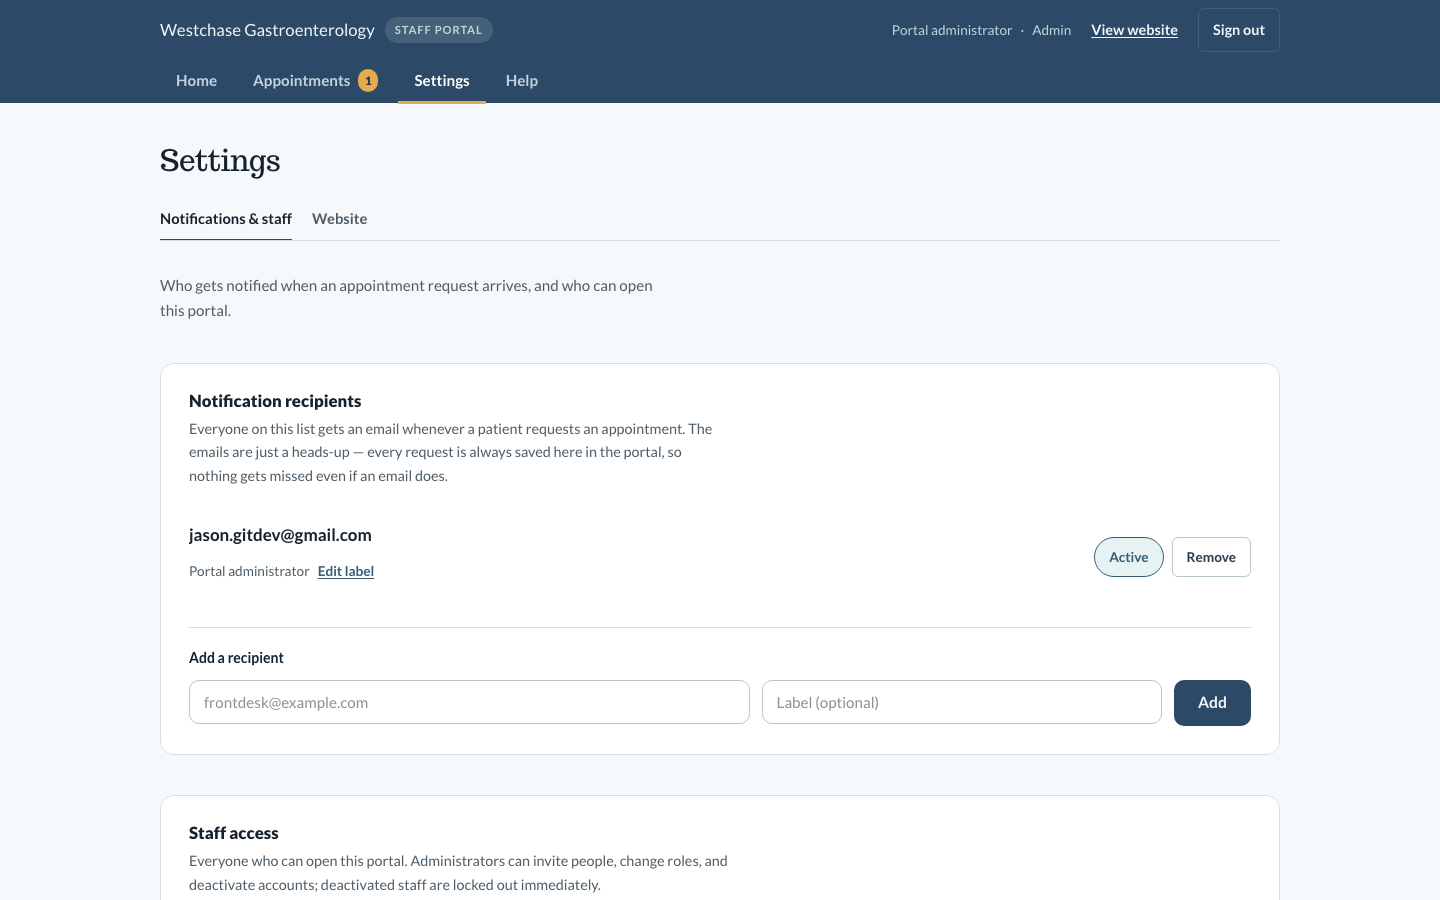 Westchase Gastroenterology STAFF PORTAL Portal administrator · Admin View website Sign out
Home Appointments 1 Settings Help
Settings
Notifications & staff Website
Who gets notified when an appointment request arrives, and who can open
this portal.
Notification recipients
Everyone on this list gets an email whenever a patient requests an appointment. The
emails are just a heads-up — every request is always saved here in the portal, so
nothing gets missed even if an email does.
jason.gitdev@gmail.com
Active Remove
Portal administrator Edit label
Add a recipient
frontdesk@example.com Label (optional) Add
Staff access
Everyone who can open this portal. Administrators can invite people, change roles, and
deactivate accounts; deactivated staff are locked out immediately.